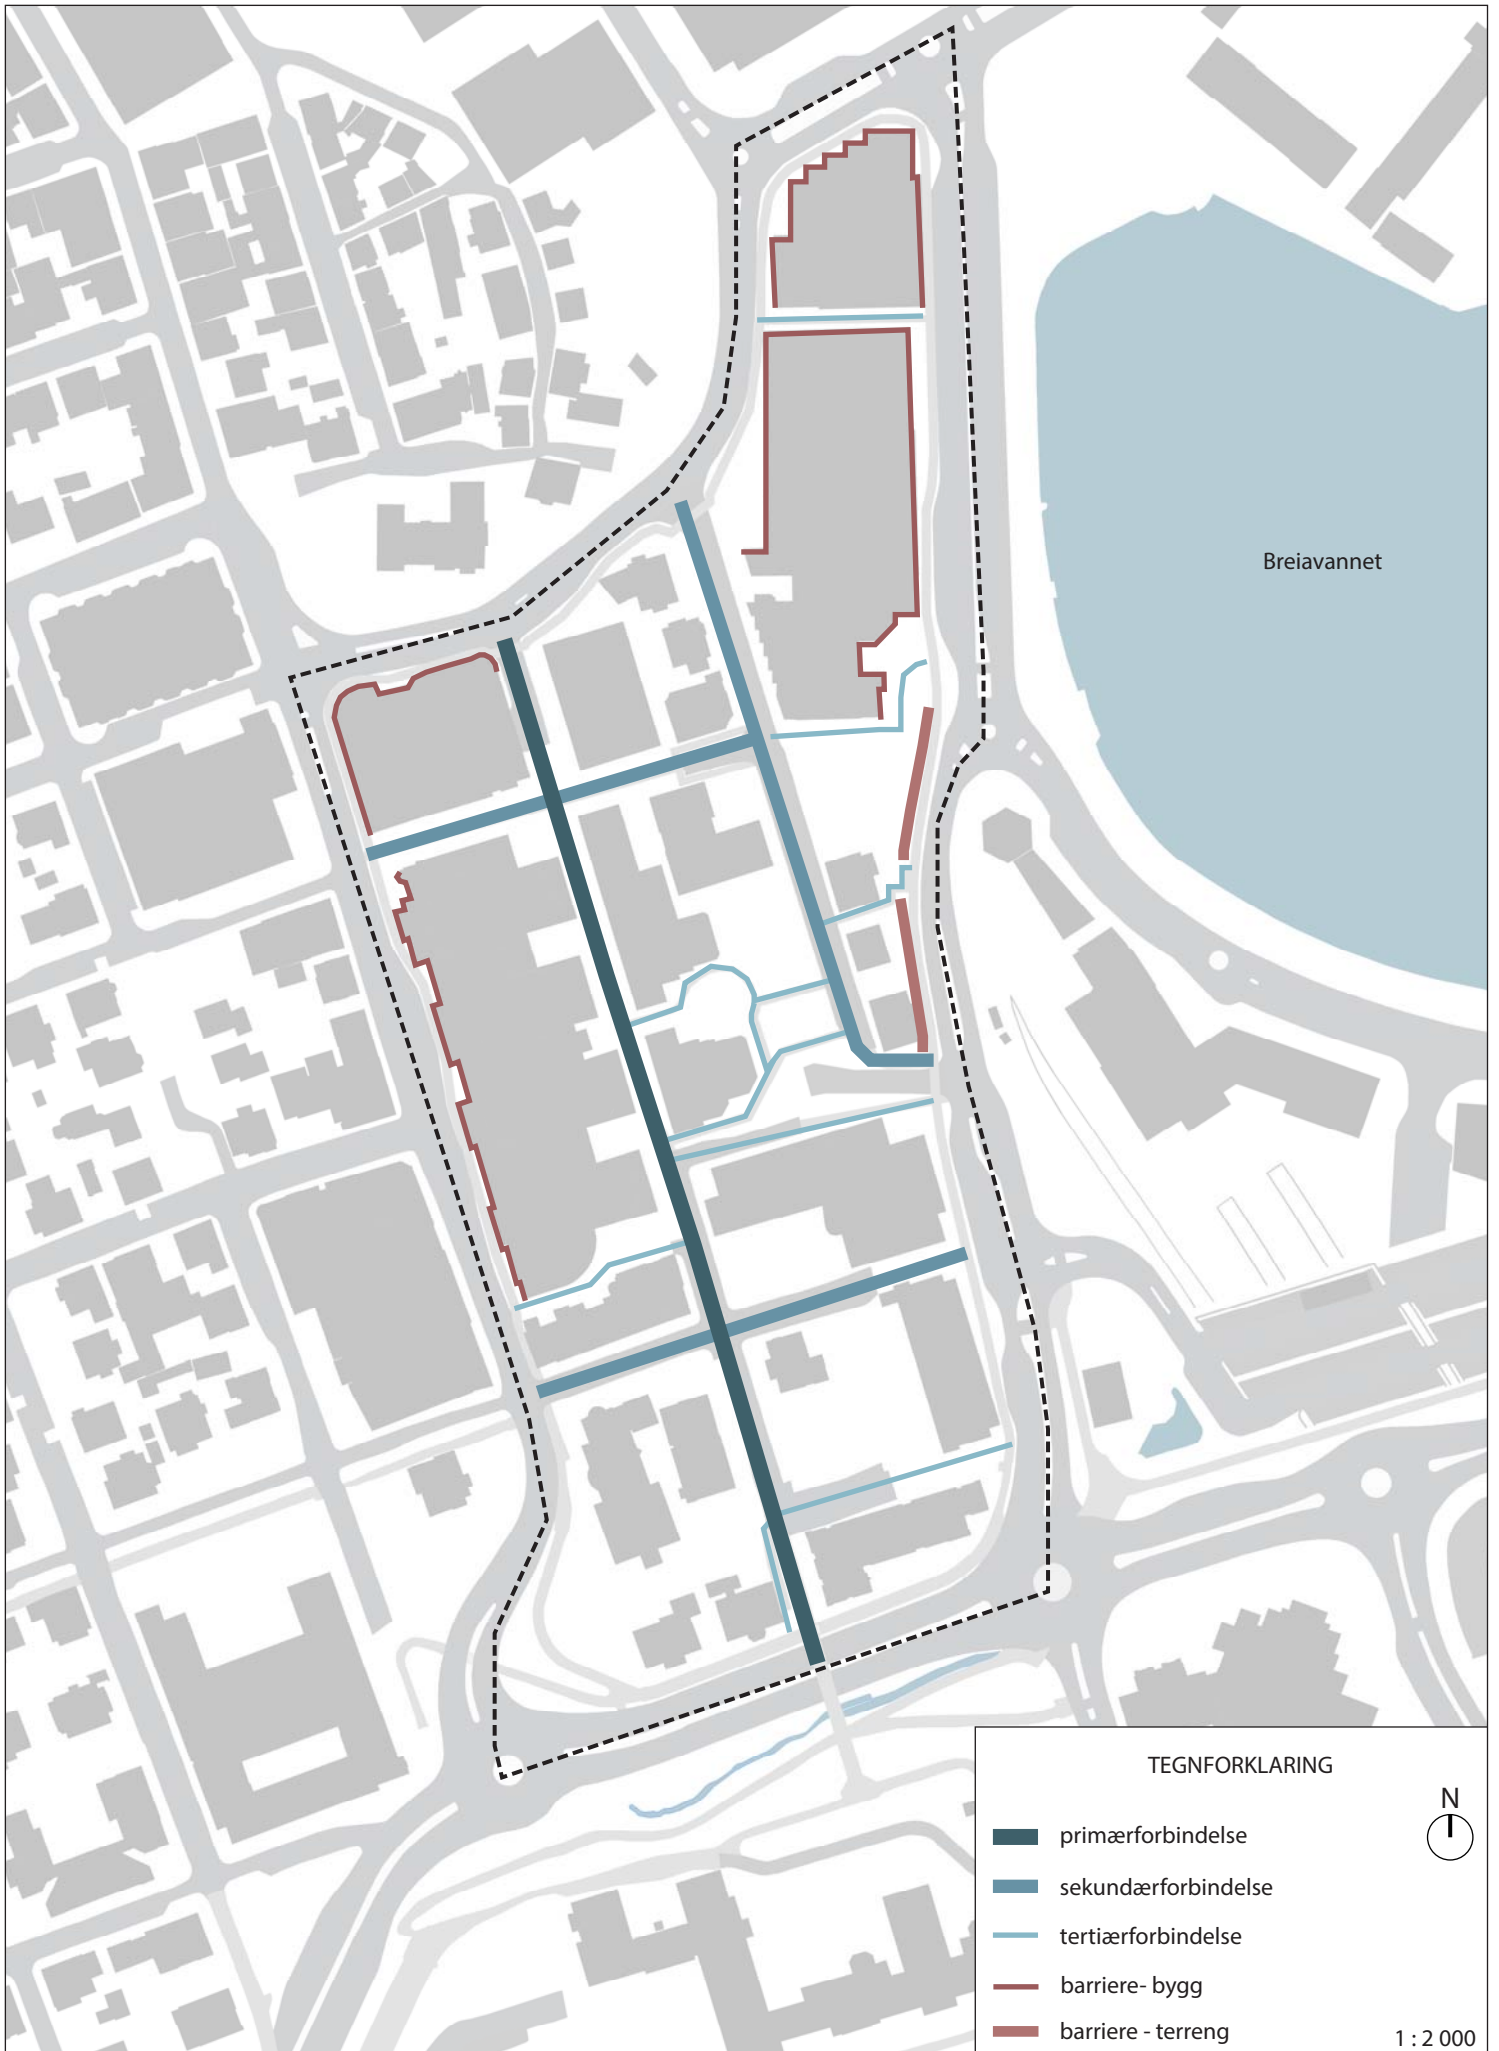 Breiavannet
TEGNFORKLARING
N
primærforbindelse
sekundærforbindelse
tertiærforbindelse
barriere- bygg
barriere - terreng
1 : 2 000